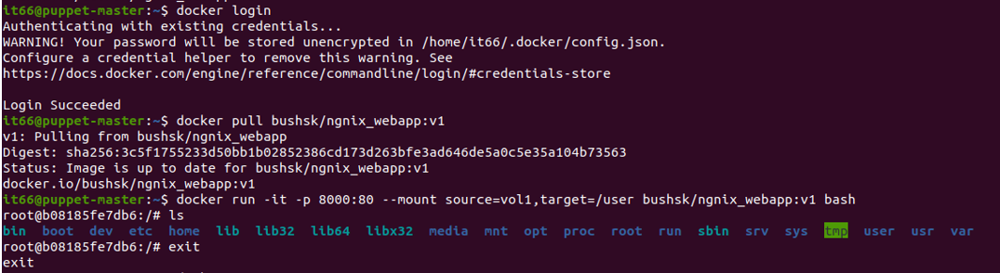 it66@puppet-master:~$ docker login
Authenticating with existing credentials...
WARNING! Your password will be stored unencrypted in /home/it66/.docker/config.json.
Configure a credential helper to remove this warning. See
https://docs.docker.com/engine/reference/commandline/login/#credentials-store
Login Succeeded
it66@puppet-master:~$ docker pull bushsk/ngnix_webapp:v1
v1: Pulling from bushsk/ngnix_webapp
Digest: sha256:3c5f1755233d50bb1b02852386cd173d263bfe3ad646de5a0c5e35a104b73563
Status: Image is up to date for bushsk/ngnix_webapp:v1
docker.io/bushsk/ngnix_webapp:v1
it66@puppet-master:~$ docker run -it -p 8000:80 --mount source=vol1,target=/user bushsk/ngnix_webapp:v1 bash
root@b08185fe7db6:/# ls
bin boot dev etc home lib lib32 lib64 libx32 media mnt opt proc root run sbin srv sys tmp user usr var
root@b08185fe7db6:/# exit
exit